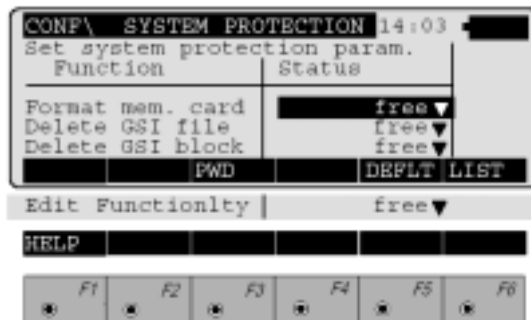 CONF\ SYSTEM PROTECTION 14:03
Set system protection param.
Function Status
Format mem. card free▼
Delete GSI file free▼
Delete GSI block free▼
PWD DEFLT LIST
Edit Functionlty | free▼
HELP
F1 F2 F3 F4 F5 F6